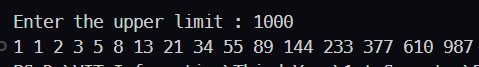 Enter the upper limit : 1000
1 1 2 3 5 8 13 21 34 55 89 144 233 377 610 987